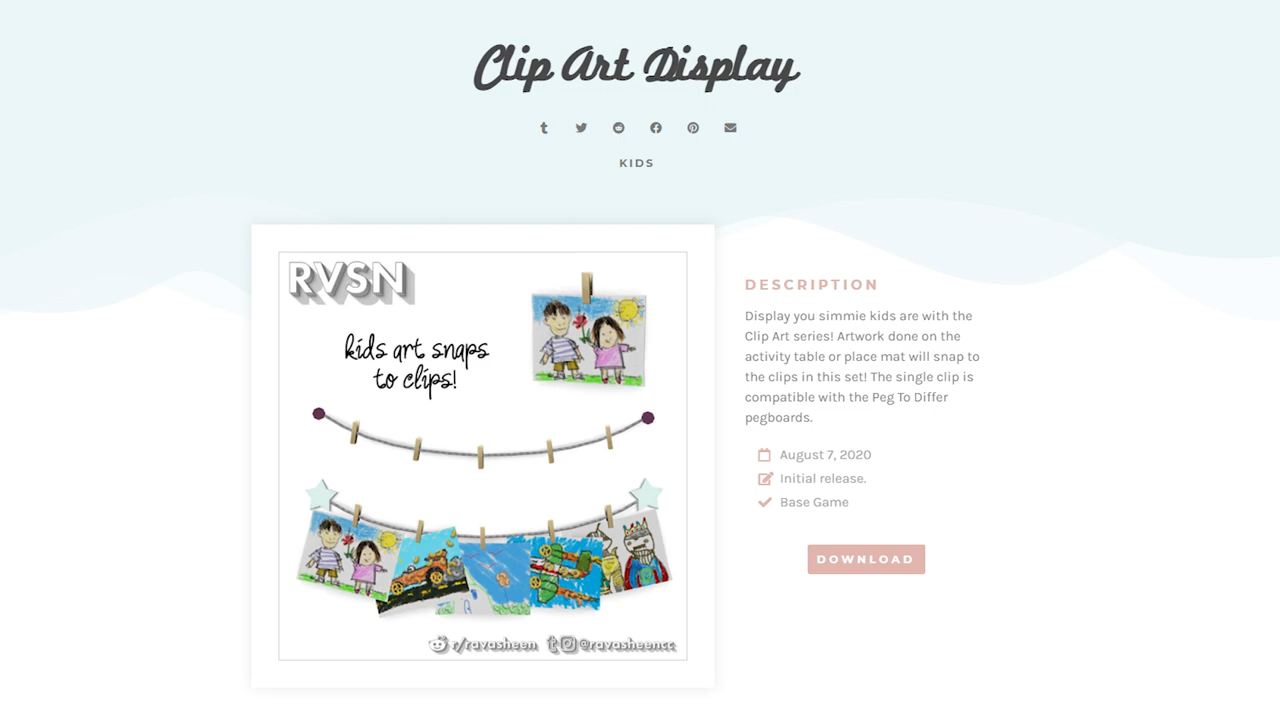 Clip Art Display
KIDS
RVSN
kids art snaps
to clips!
r/ravasheen @ravasheencc
DESCRIPTION
Display you simmie kids are with the
Clip Art series! Artwork done on the
activity table or place mat will snap to
the clips in this set! The single clip is
compatible with the Peg To Differ
pegboards.
August 7, 2020
Initial release.
Base Game
DOWNLOAD